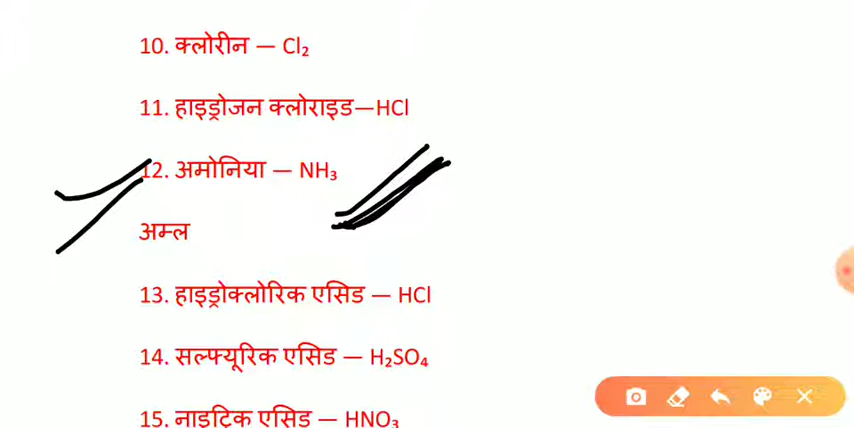 10. क्लोरीन — Cl₂
11. हाइड्रोजन क्लोराइड—HCl
12. अमोनिया — NH₃
अम्ल
13. हाइड्रोक्लोरिक एसिड — HCl
14. सल्फ्यूरिक एसिड — H₂SO₄
15. नाइट्रिक एसिड — HNO₃